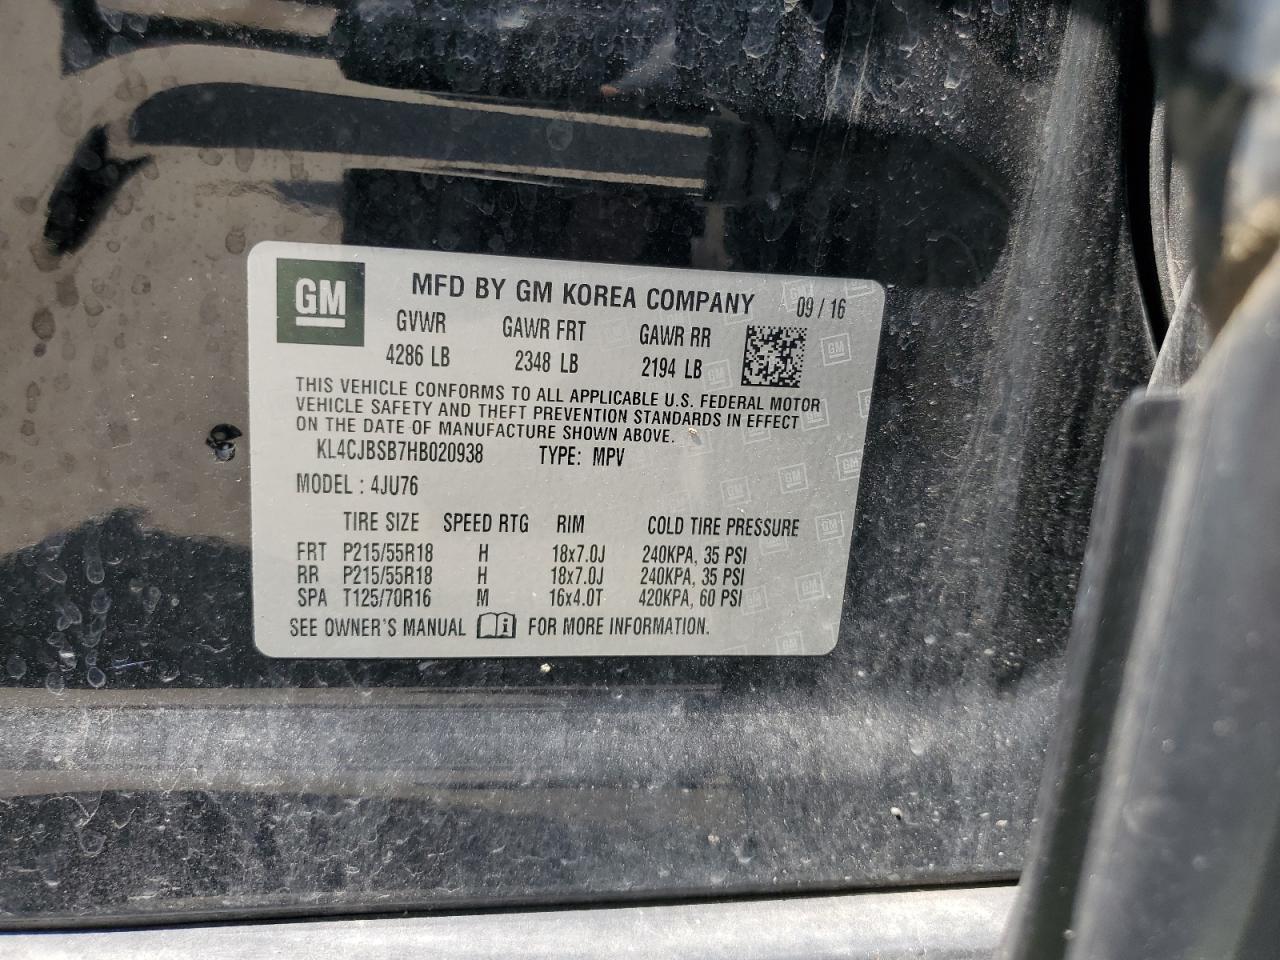 GM
MFD BY GM KOREA COMPANY 09 / 16
GVWR GAWR FRT GAWR RR
4286 LB 2348 LB 2194 LB
THIS VEHICLE CONFORMS TO ALL APPLICABLE U.S. FEDERAL MOTOR
VEHICLE SAFETY AND THEFT PREVENTION STANDARDS IN EFFECT
ON THE DATE OF MANUFACTURE SHOWN ABOVE.
KL4CJBSB7HB020938 TYPE: MPV
MODEL : 4JU76
TIRE SIZE SPEED RTG RIM COLD TIRE PRESSURE
FRT P215/55R18 H 18x7.0J 240KPA, 35 PSI
RR P215/55R18 H 18x7.0J 240KPA, 35 PSI
SPA T125/70R16 M 16x4.0T 420KPA, 60 PSI
SEE OWNER'S MANUAL i FOR MORE INFORMATION.